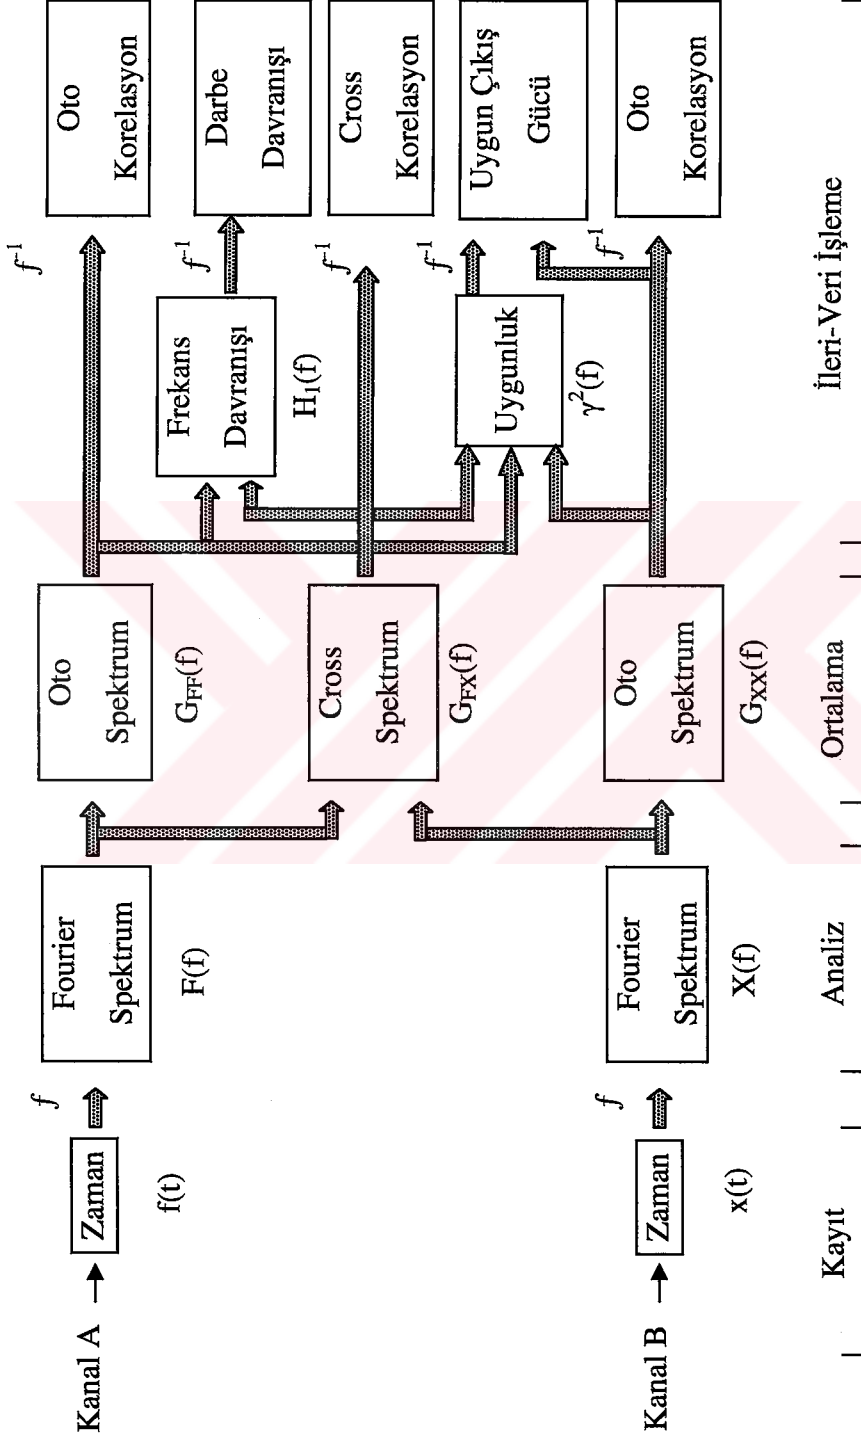 Kanal A
Zaman
f(t)
f
Fourier
Spektrum
F(f)
Oto
Spektrum
G_FF(f)
f⁻¹
Oto
Korelasyon
Frekans
Davranışı
H₁(f)
f⁻¹
Darbe
Davranışı
Cross
Spektrum
G_FX(f)
f⁻¹
Cross
Korelasyon
Uygunluk
γ²(f)
f⁻¹
Uygun Çıkış
Gücü
Kanal B
Zaman
x(t)
f
Fourier
Spektrum
X(f)
Oto
Spektrum
G_XX(f)
f⁻¹
Oto
Korelasyon
Kayıt
Analiz
Ortalama
İleri-Veri İşleme